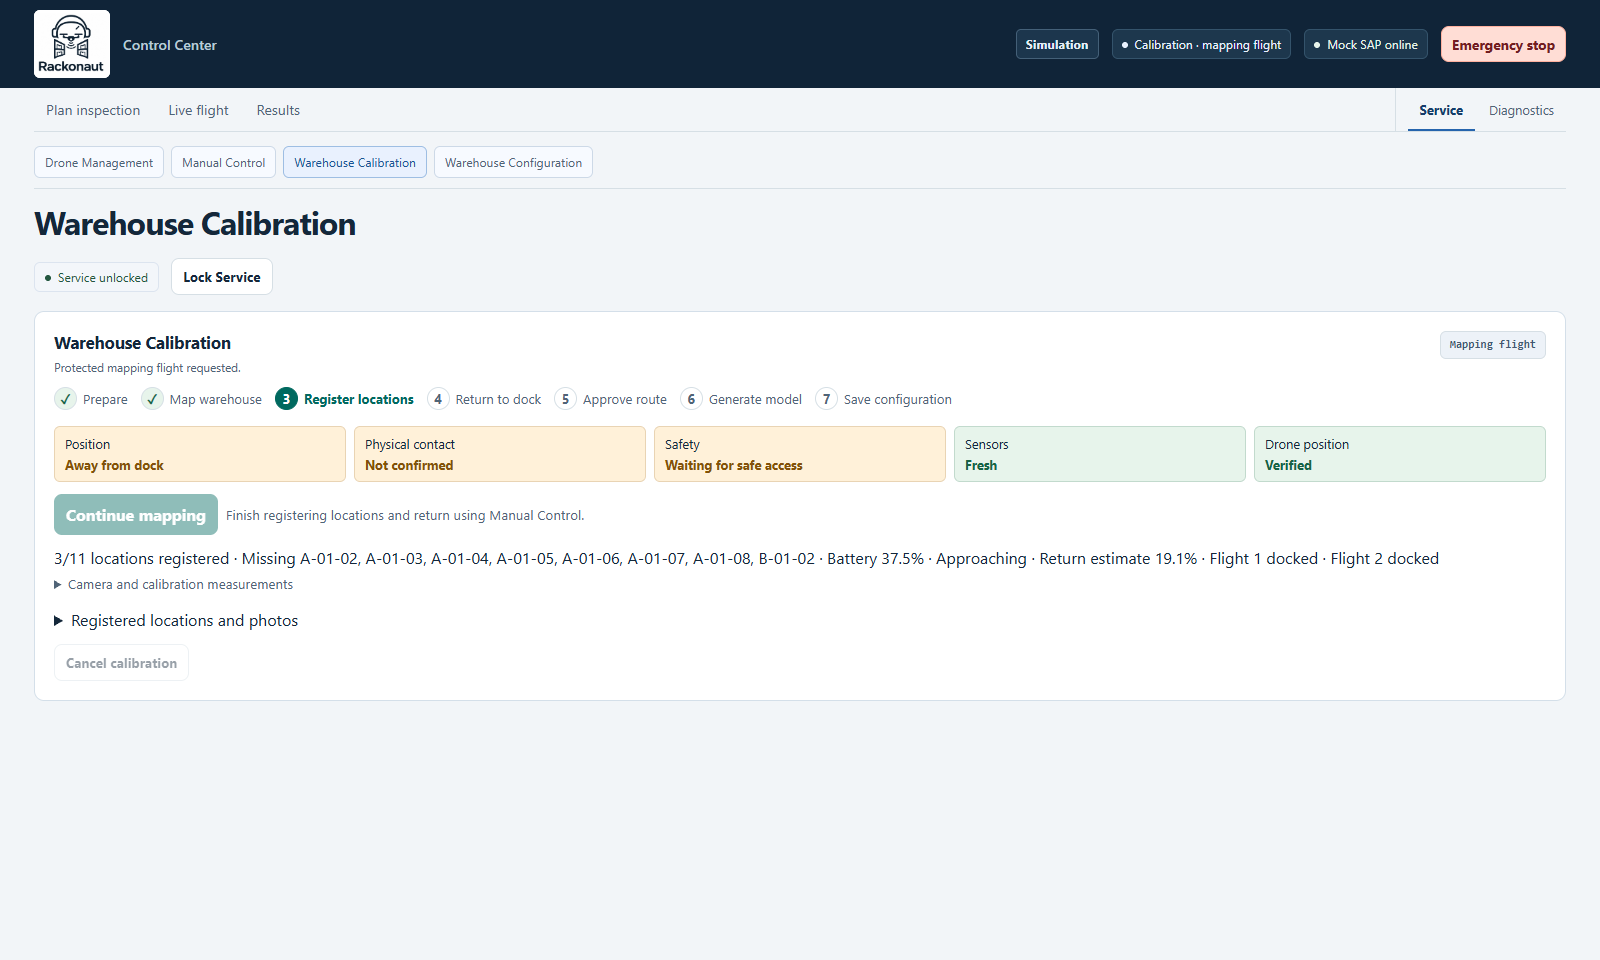 Rackonaut
Control Center
Simulation
Calibration · mapping flight
Mock SAP online
Emergency stop
Plan inspection
Live flight
Results
Service
Diagnostics
Drone Management
Manual Control
Warehouse Calibration
Warehouse Configuration
Warehouse Calibration
Service unlocked
Lock Service
Warehouse Calibration
Mapping flight
Protected mapping flight requested.
✓ Prepare
✓ Map warehouse
3 Register locations
4 Return to dock
5 Approve route
6 Generate model
7 Save configuration
Position
Away from dock
Physical contact
Not confirmed
Safety
Waiting for safe access
Sensors
Fresh
Drone position
Verified
Continue mapping
Finish registering locations and return using Manual Control.
3/11 locations registered · Missing A-01-02, A-01-03, A-01-04, A-01-05, A-01-06, A-01-07, A-01-08, B-01-02 · Battery 37.5% · Approaching · Return estimate 19.1% · Flight 1 docked · Flight 2 docked
Camera and calibration measurements
Registered locations and photos
Cancel calibration